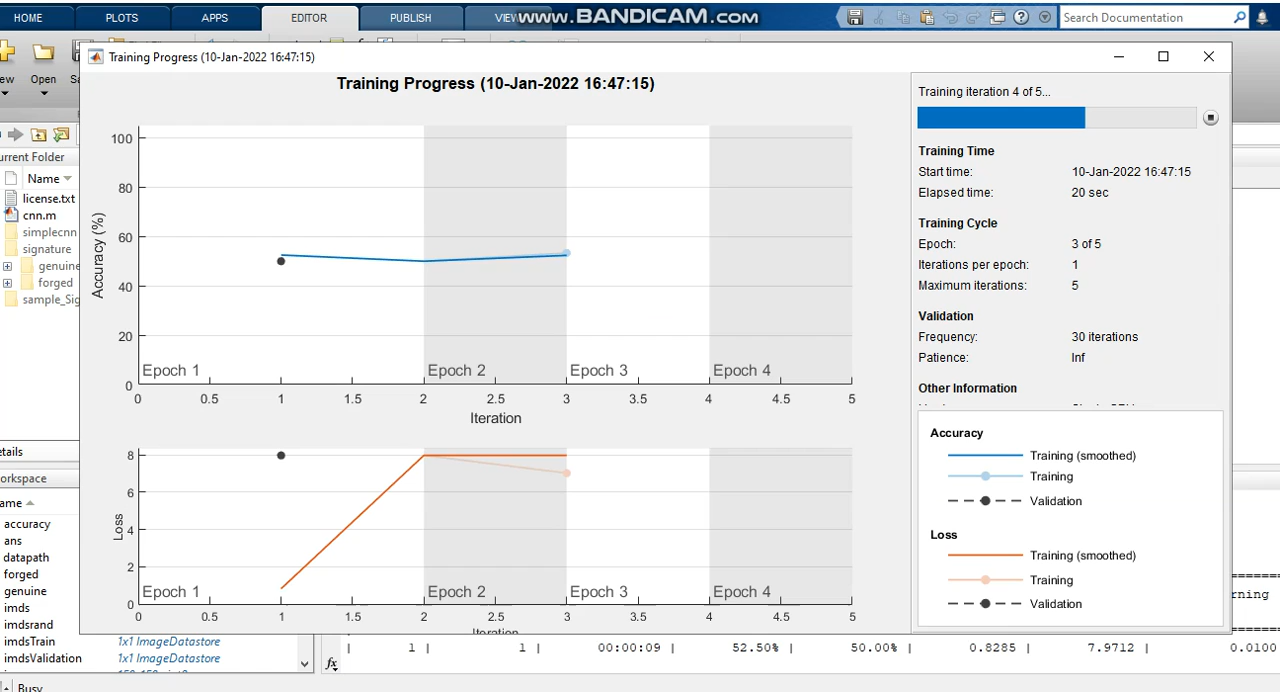 HOME PLOTS APPS EDITOR PUBLISH VIEW
www.BANDICAM.com
Search Documentation
Open
Training Progress (10-Jan-2022 16:47:15)
Training Progress (10-Jan-2022 16:47:15)
Training iteration 4 of 5...
Training Time
Start time: 10-Jan-2022 16:47:15
Elapsed time: 20 sec
Training Cycle
Epoch: 3 of 5
Iterations per epoch: 1
Maximum iterations: 5
Validation
Frequency: 30 iterations
Patience: Inf
Other Information
Accuracy
Training (smoothed)
Training
Validation
Loss
Training (smoothed)
Training
Validation
100
80
60
40
20
0
Accuracy (%)
Epoch 1 Epoch 2 Epoch 3 Epoch 4
0 0.5 1 1.5 2 2.5 3 3.5 4 4.5 5
Iteration
8
6
4
2
0
Loss
Epoch 1 Epoch 2 Epoch 3 Epoch 4
0 0.5 1 1.5 2 2.5 3 3.5 4 4.5 5
Iteration
urrent Folder
Name
license.txt
cnn.m
simplecnn
signature
genuine
forged
sample_Sig
etails
orkspace
ame
accuracy
ans
datapath
forged
genuine
imds
imdsrand
imdsTrain 1x1 ImageDatastore
imdsValidation 1x1 ImageDatastore
fx
| 1 | 1 | 00:00:09 | 52.50% | 50.00% | 0.8285 | 7.9712 | 0.0100
rning
Busy